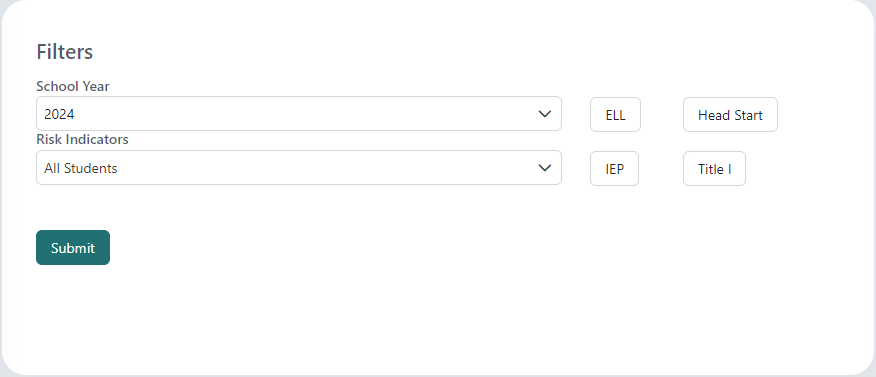 Filters
School Year
2024
ELL
Head Start
Risk Indicators
All Students
IEP
Title I
Submit